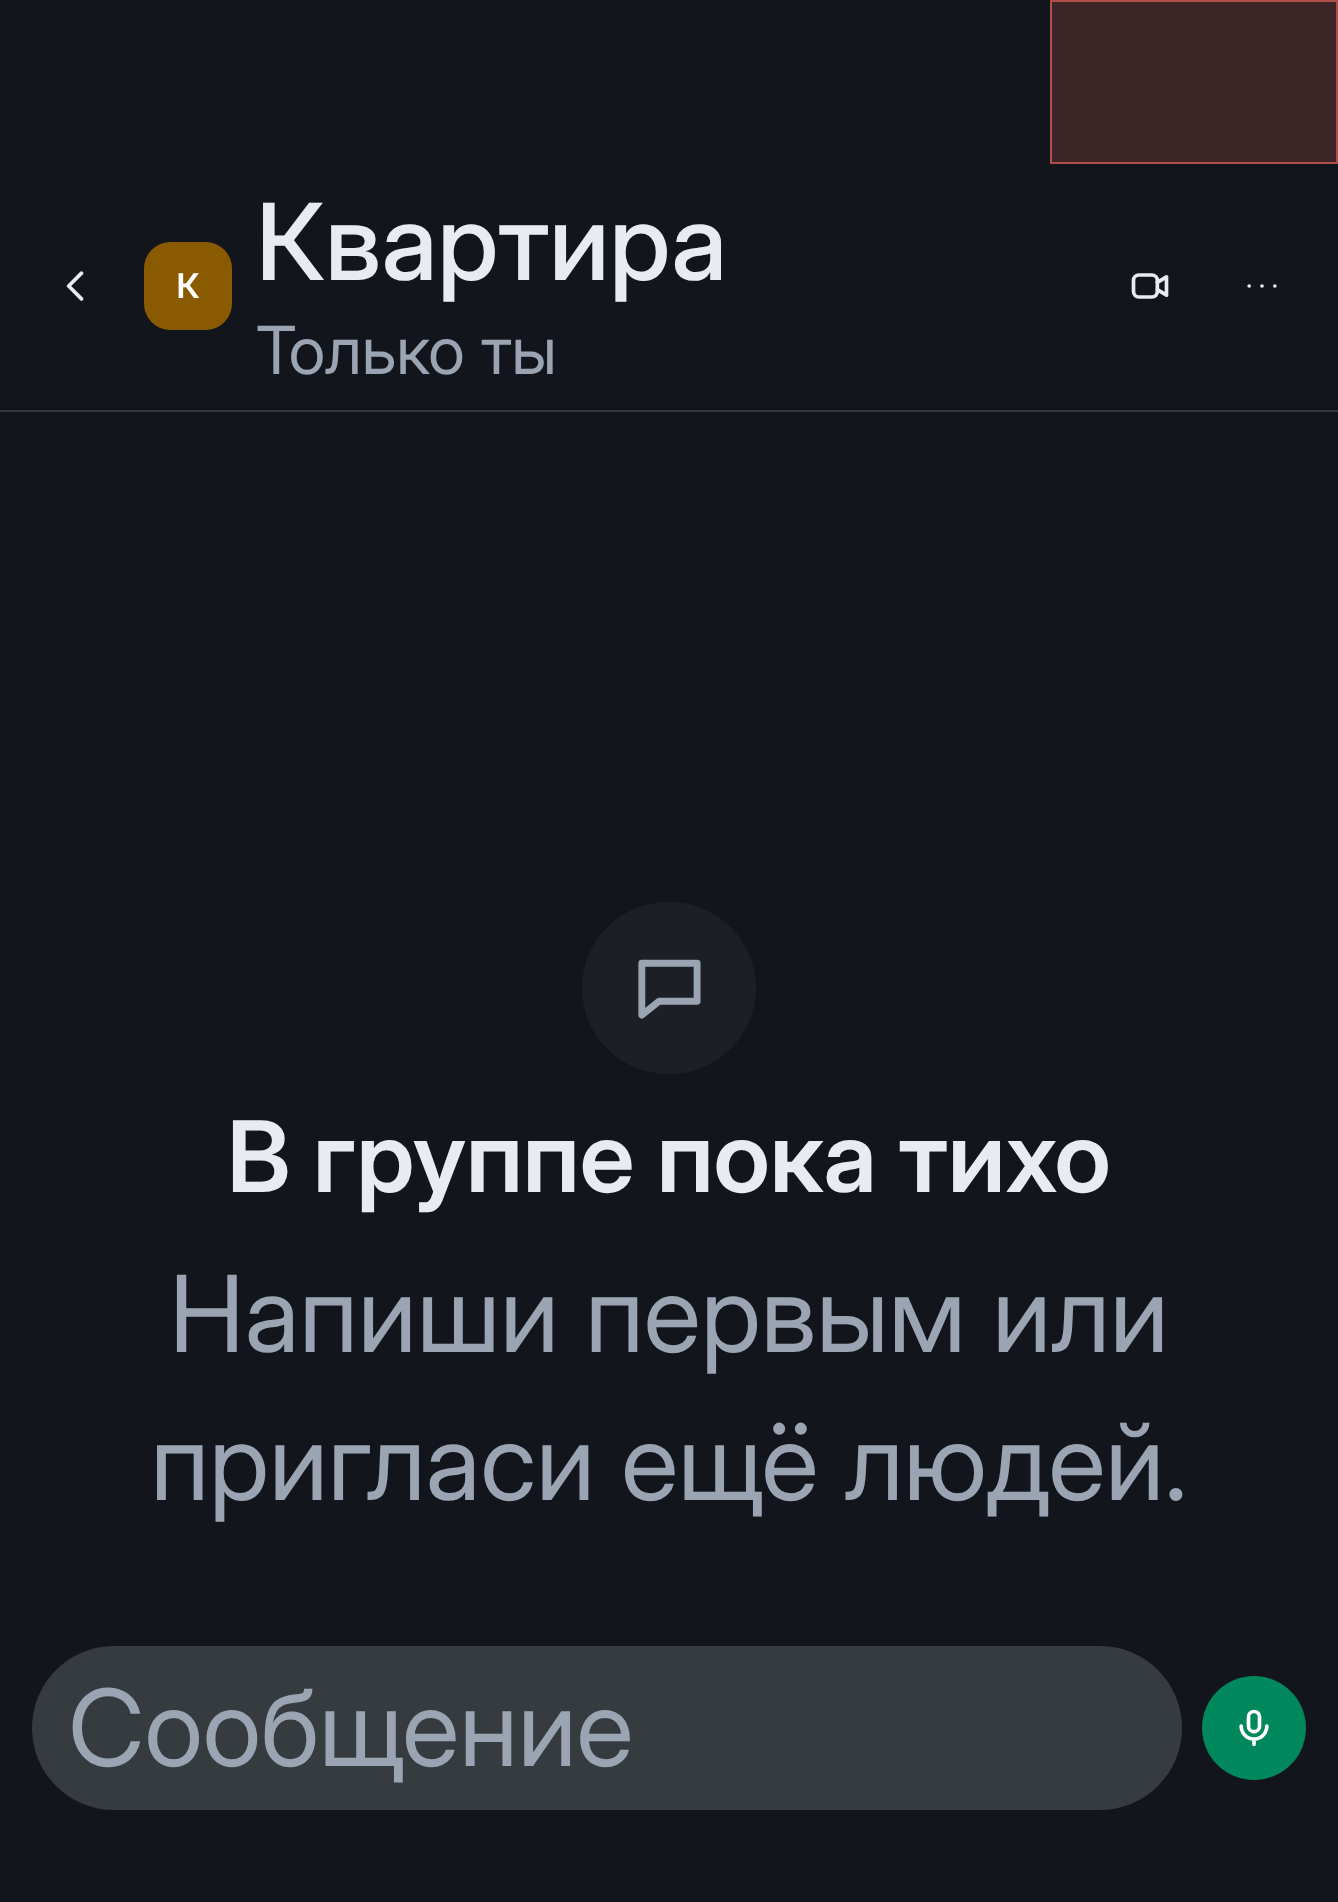 Квартира
К
Только ты
В группе пока тихо
Напиши первым или
пригласи ещё людей.
Сообщение